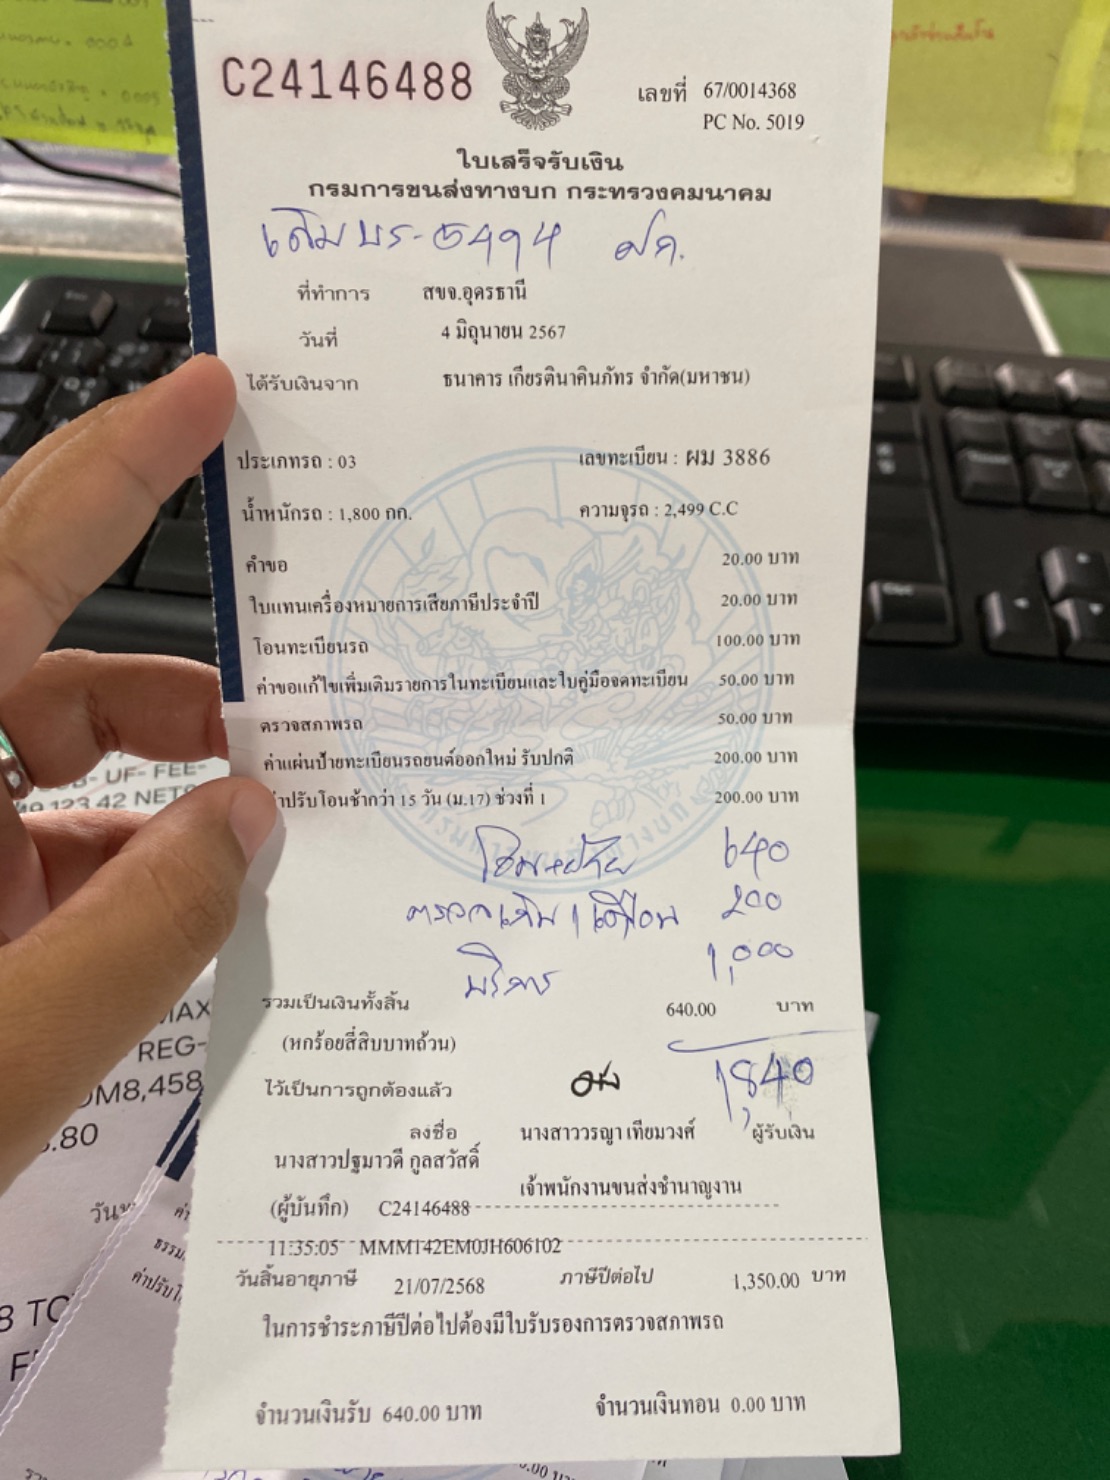 C24146488
เลขที่ 67/0014368
PC No. 5019
ใบเสร็จรับเงิน
กรมการขนส่งทางบก กระทรวงคมนาคม
เดิม บร-5494
ที่ทำการ สขจ.อุดรธานี
วันที่ 4 มิถุนายน 2567
ได้รับเงินจาก ธนาคาร เกียรตินาคินภัทร จำกัด(มหาชน)
ประเภทรถ : 03 เลขทะเบียน : ผม 3886
น้ำหนักรถ : 1,800 กก. ความจุรถ : 2,499 C.C
คำขอ 20.00 บาท
ใบแทนเครื่องหมายการเสียภาษีประจำปี 20.00 บาท
โอนทะเบียนรถ 100.00 บาท
ค่าขอแก้ไขเพิ่มเติมรายการในทะเบียนและใบคู่มือจดทะเบียน 50.00 บาท
ตรวจสภาพรถ 50.00 บาท
ค่าแผ่นป้ายทะเบียนรถยนต์ออกใหม่ รับปกติ 200.00 บาท
าปรับโอนช้ากว่า 15 วัน (ม.17) ช่วงที่ 1 200.00 บาท
640
200
บริการ 1,000
รวมเป็นเงินทั้งสิ้น 640.00 บาท
(หกร้อยสี่สิบบาทถ้วน)
1,840
ไว้เป็นการถูกต้องแล้ว
ลงชื่อ นางสาววรญา เทียมวงศ์ ผู้รับเงิน
นางสาวปฐมาวดี กูลสวัสดิ์
เจ้าพนักงานขนส่งชำนาญงาน
(ผู้บันทึก) C24146488
11:35:05 MMM142EM0JH606102
วันสิ้นอายุภาษี 21/07/2568 ภาษีปีต่อไป 1,350.00 บาท
ในการชำระภาษีปีต่อไปต้องมีใบรับรองการตรวจสภาพรถ
จำนวนเงินรับ 640.00 บาท จำนวนเงินทอน 0.00 บาท